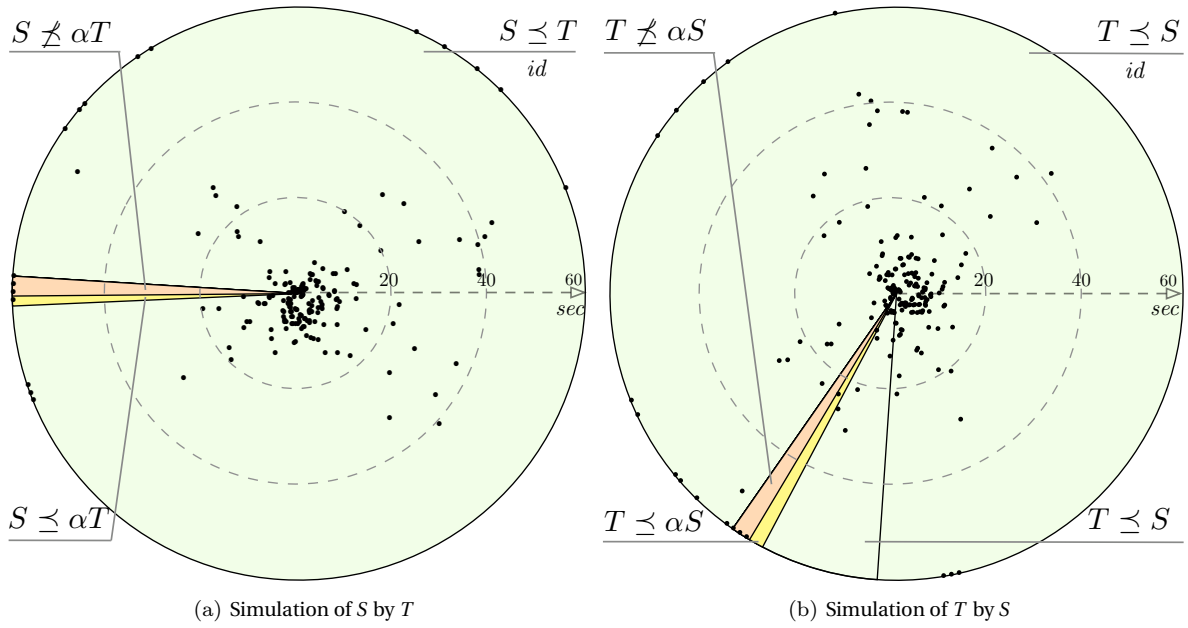 S ⋠ αT
S ⪯ T
id
20
40
60
sec
S ⪯ αT
(a) Simulation of S by T
T ⋠ αS
T ⪯ S
id
20
40
60
sec
T ⪯ αS
T ⪯ S
(b) Simulation of T by S